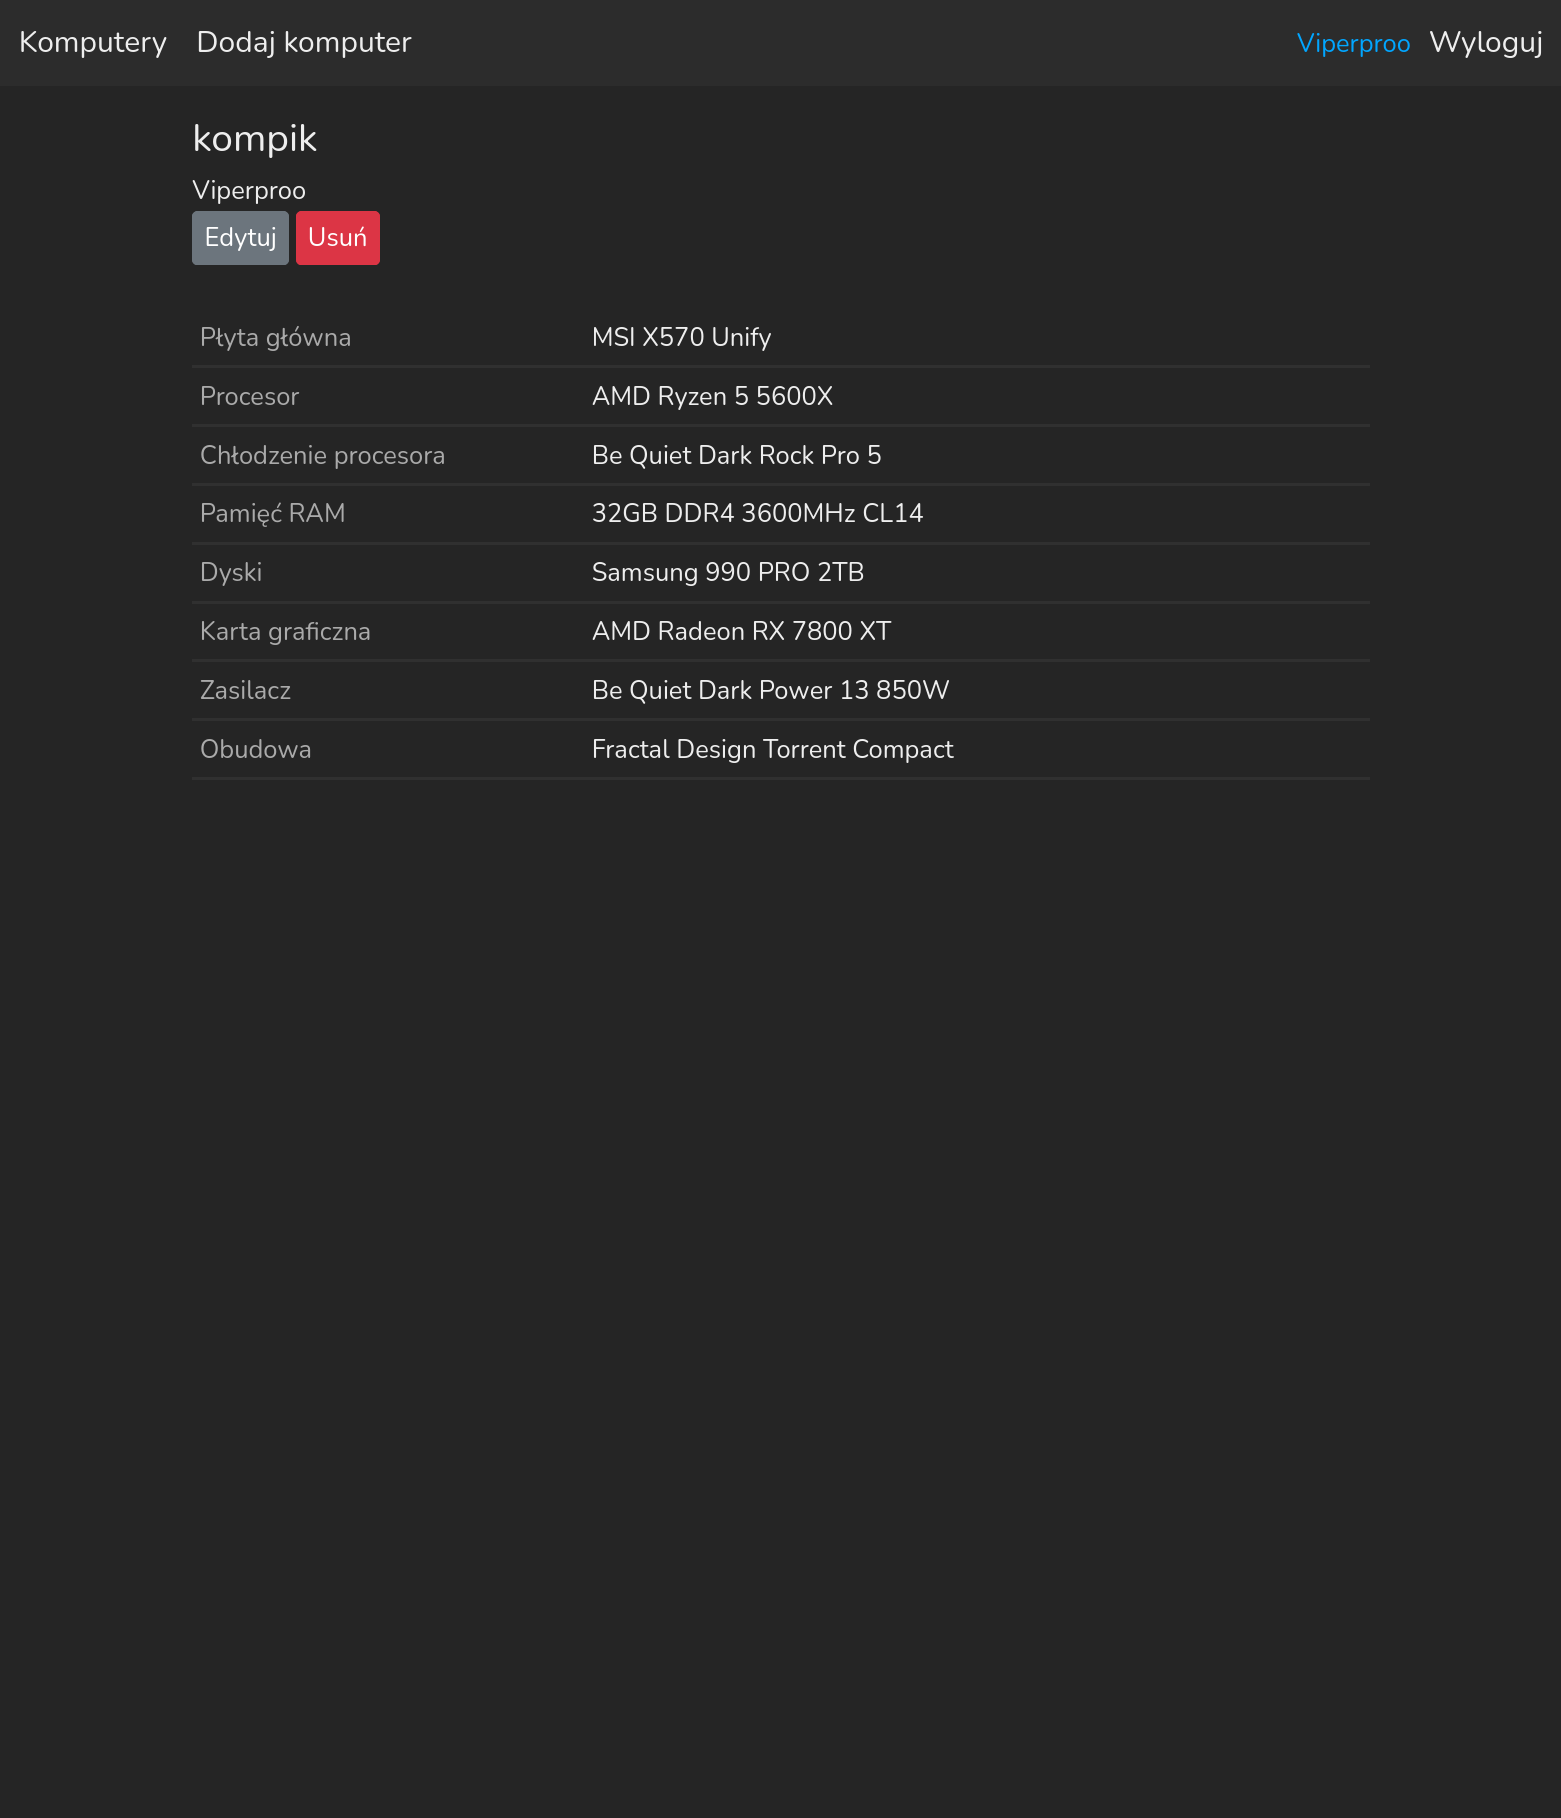 Komputery Dodaj komputer Viperproo Wyloguj
kompik
Viperproo
Edytuj Usuń
Płyta główna MSI X570 Unify
Procesor AMD Ryzen 5 5600X
Chłodzenie procesora Be Quiet Dark Rock Pro 5
Pamięć RAM 32GB DDR4 3600MHz CL14
Dyski Samsung 990 PRO 2TB
Karta graficzna AMD Radeon RX 7800 XT
Zasilacz Be Quiet Dark Power 13 850W
Obudowa Fractal Design Torrent Compact